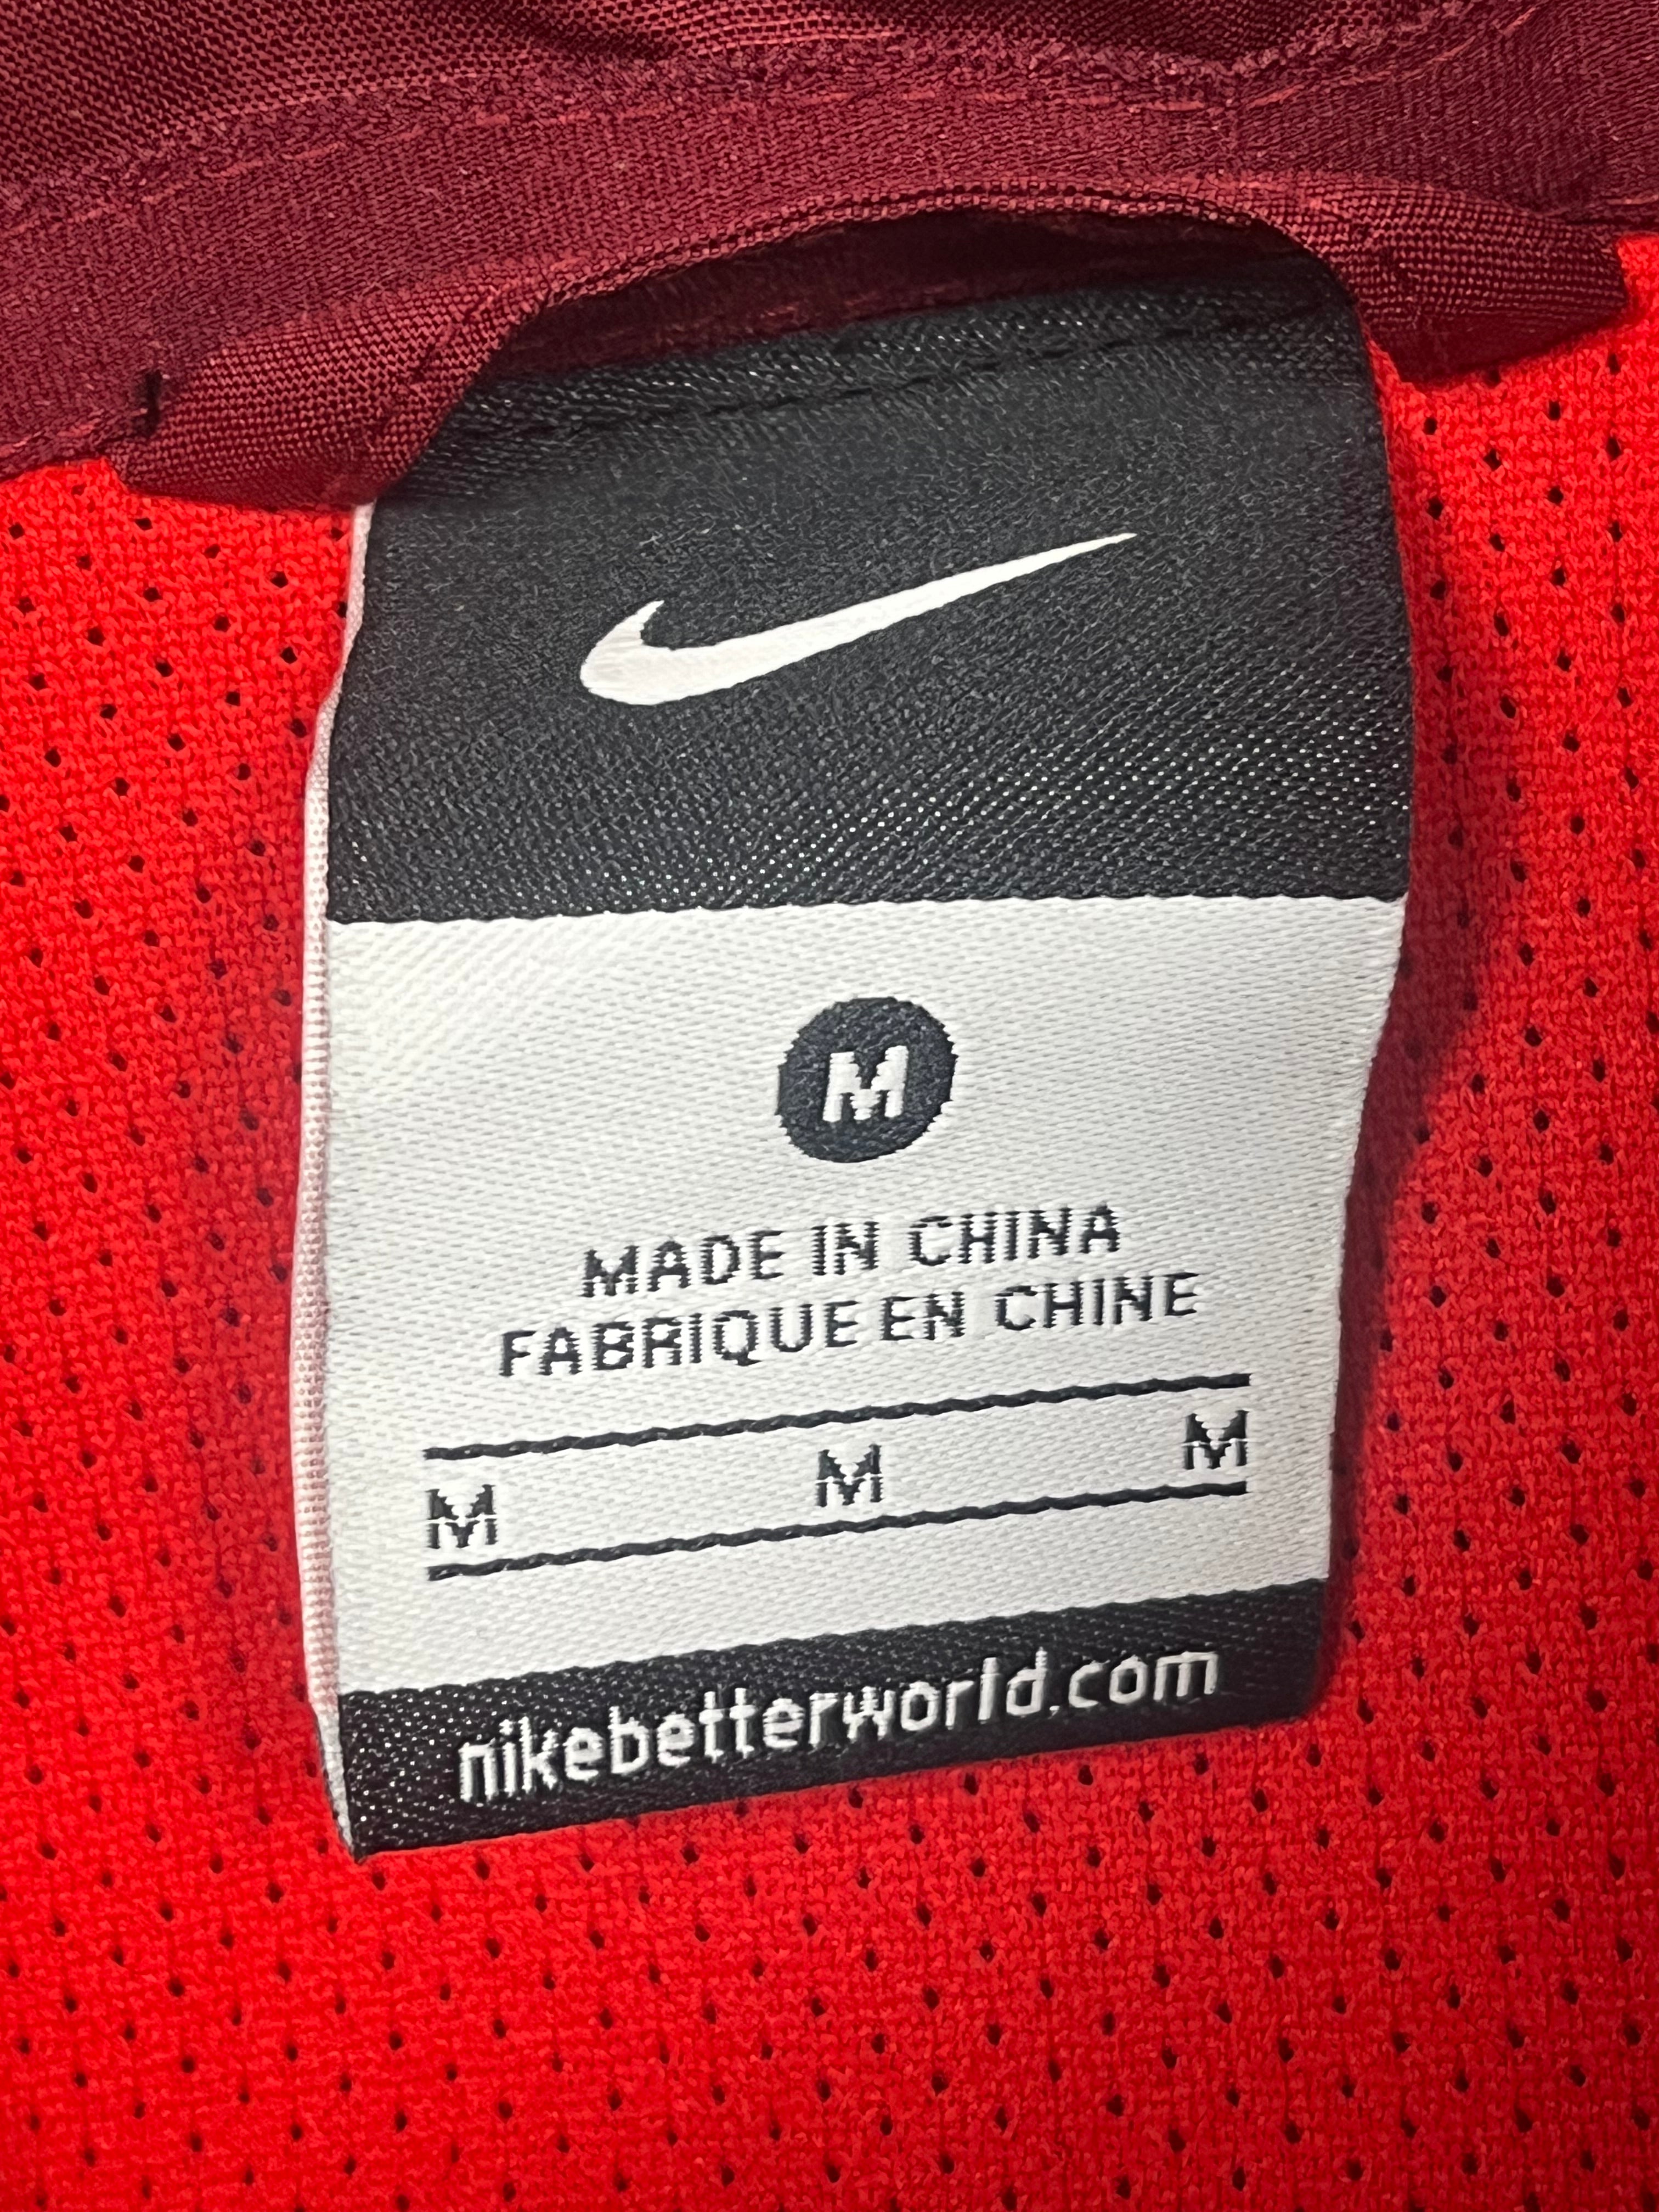 M
MADE IN CHINA
FABRIQUE EN CHINE
M M M
nikebetterworld.com